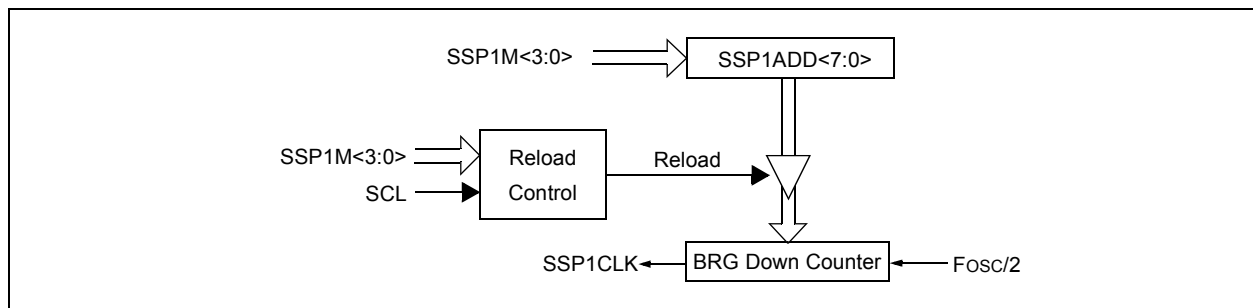 SSP1M<3:0>
SSP1ADD<7:0>
SSP1M<3:0>
SCL
Reload
Control
Reload
SSP1CLK
BRG Down Counter
FOSC/2